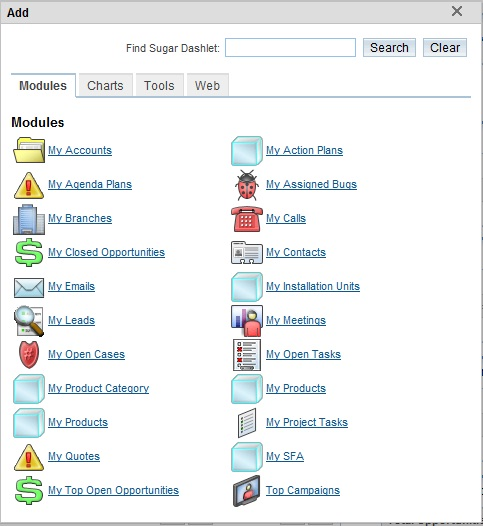 Add
Find Sugar Dashlet: Search Clear
Modules Charts Tools Web
Modules
My Accounts My Action Plans
My Agenda Plans My Assigned Bugs
My Branches My Calls
My Closed Opportunities My Contacts
My Emails My Installation Units
My Leads My Meetings
My Open Cases My Open Tasks
My Product Category My Products
My Products My Project Tasks
My Quotes My SFA
My Top Open Opportunities Top Campaigns